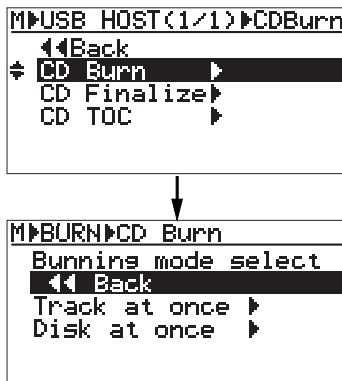 M▶USB HOST(1/1)▶CDBurn
◀◀Back
CD Burn ▶
CD Finalize▶
CD TOC ▶
M▶BURN▶CD Burn
Bunning mode select
◀◀ Back
Track at once ▶
Disk at once ▶